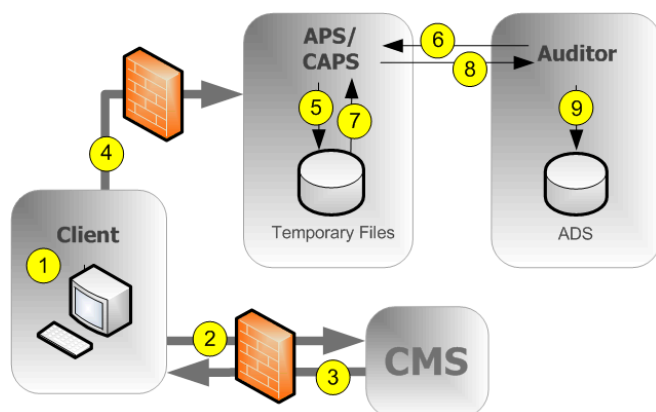 APS/
CAPS
6
8
Auditor
5
7
9
4
Temporary Files
ADS
Client
1
2
3
CMS